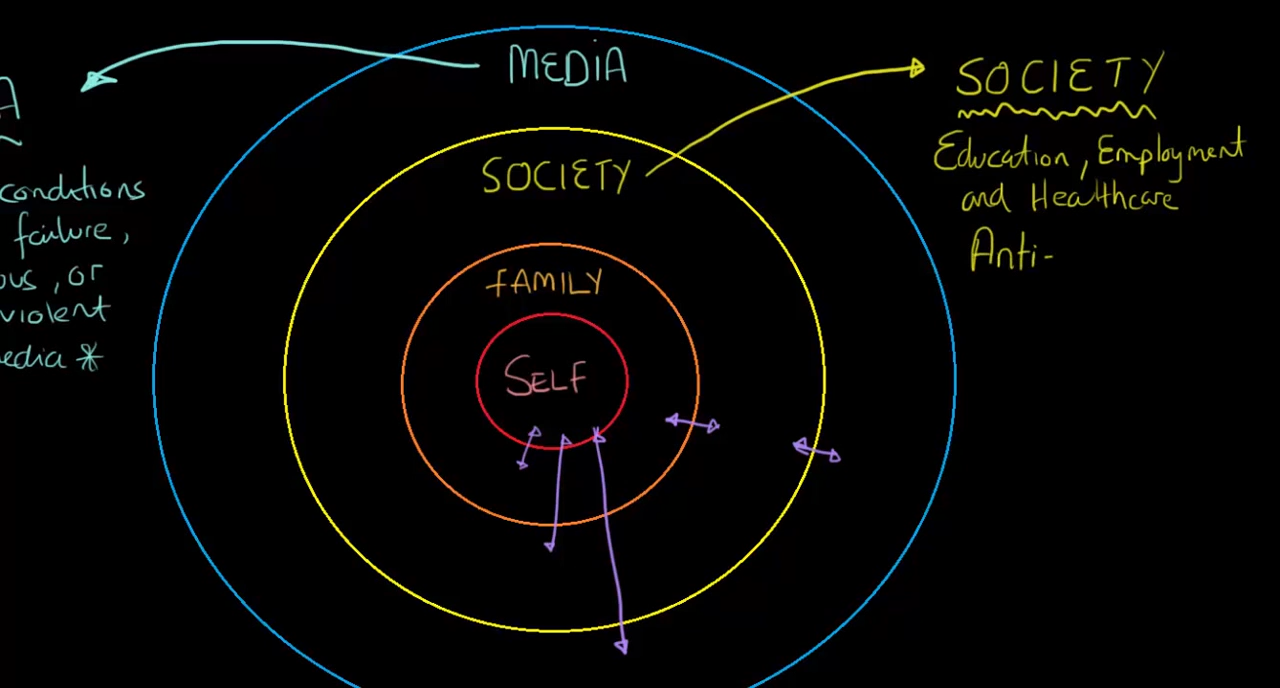 MEDIA
SOCIETY
FAMILY
SELF
A
conditions
failure,
ous, or
violent
edia *
SOCIETY
Education, Employment
and Healthcare
Anti-